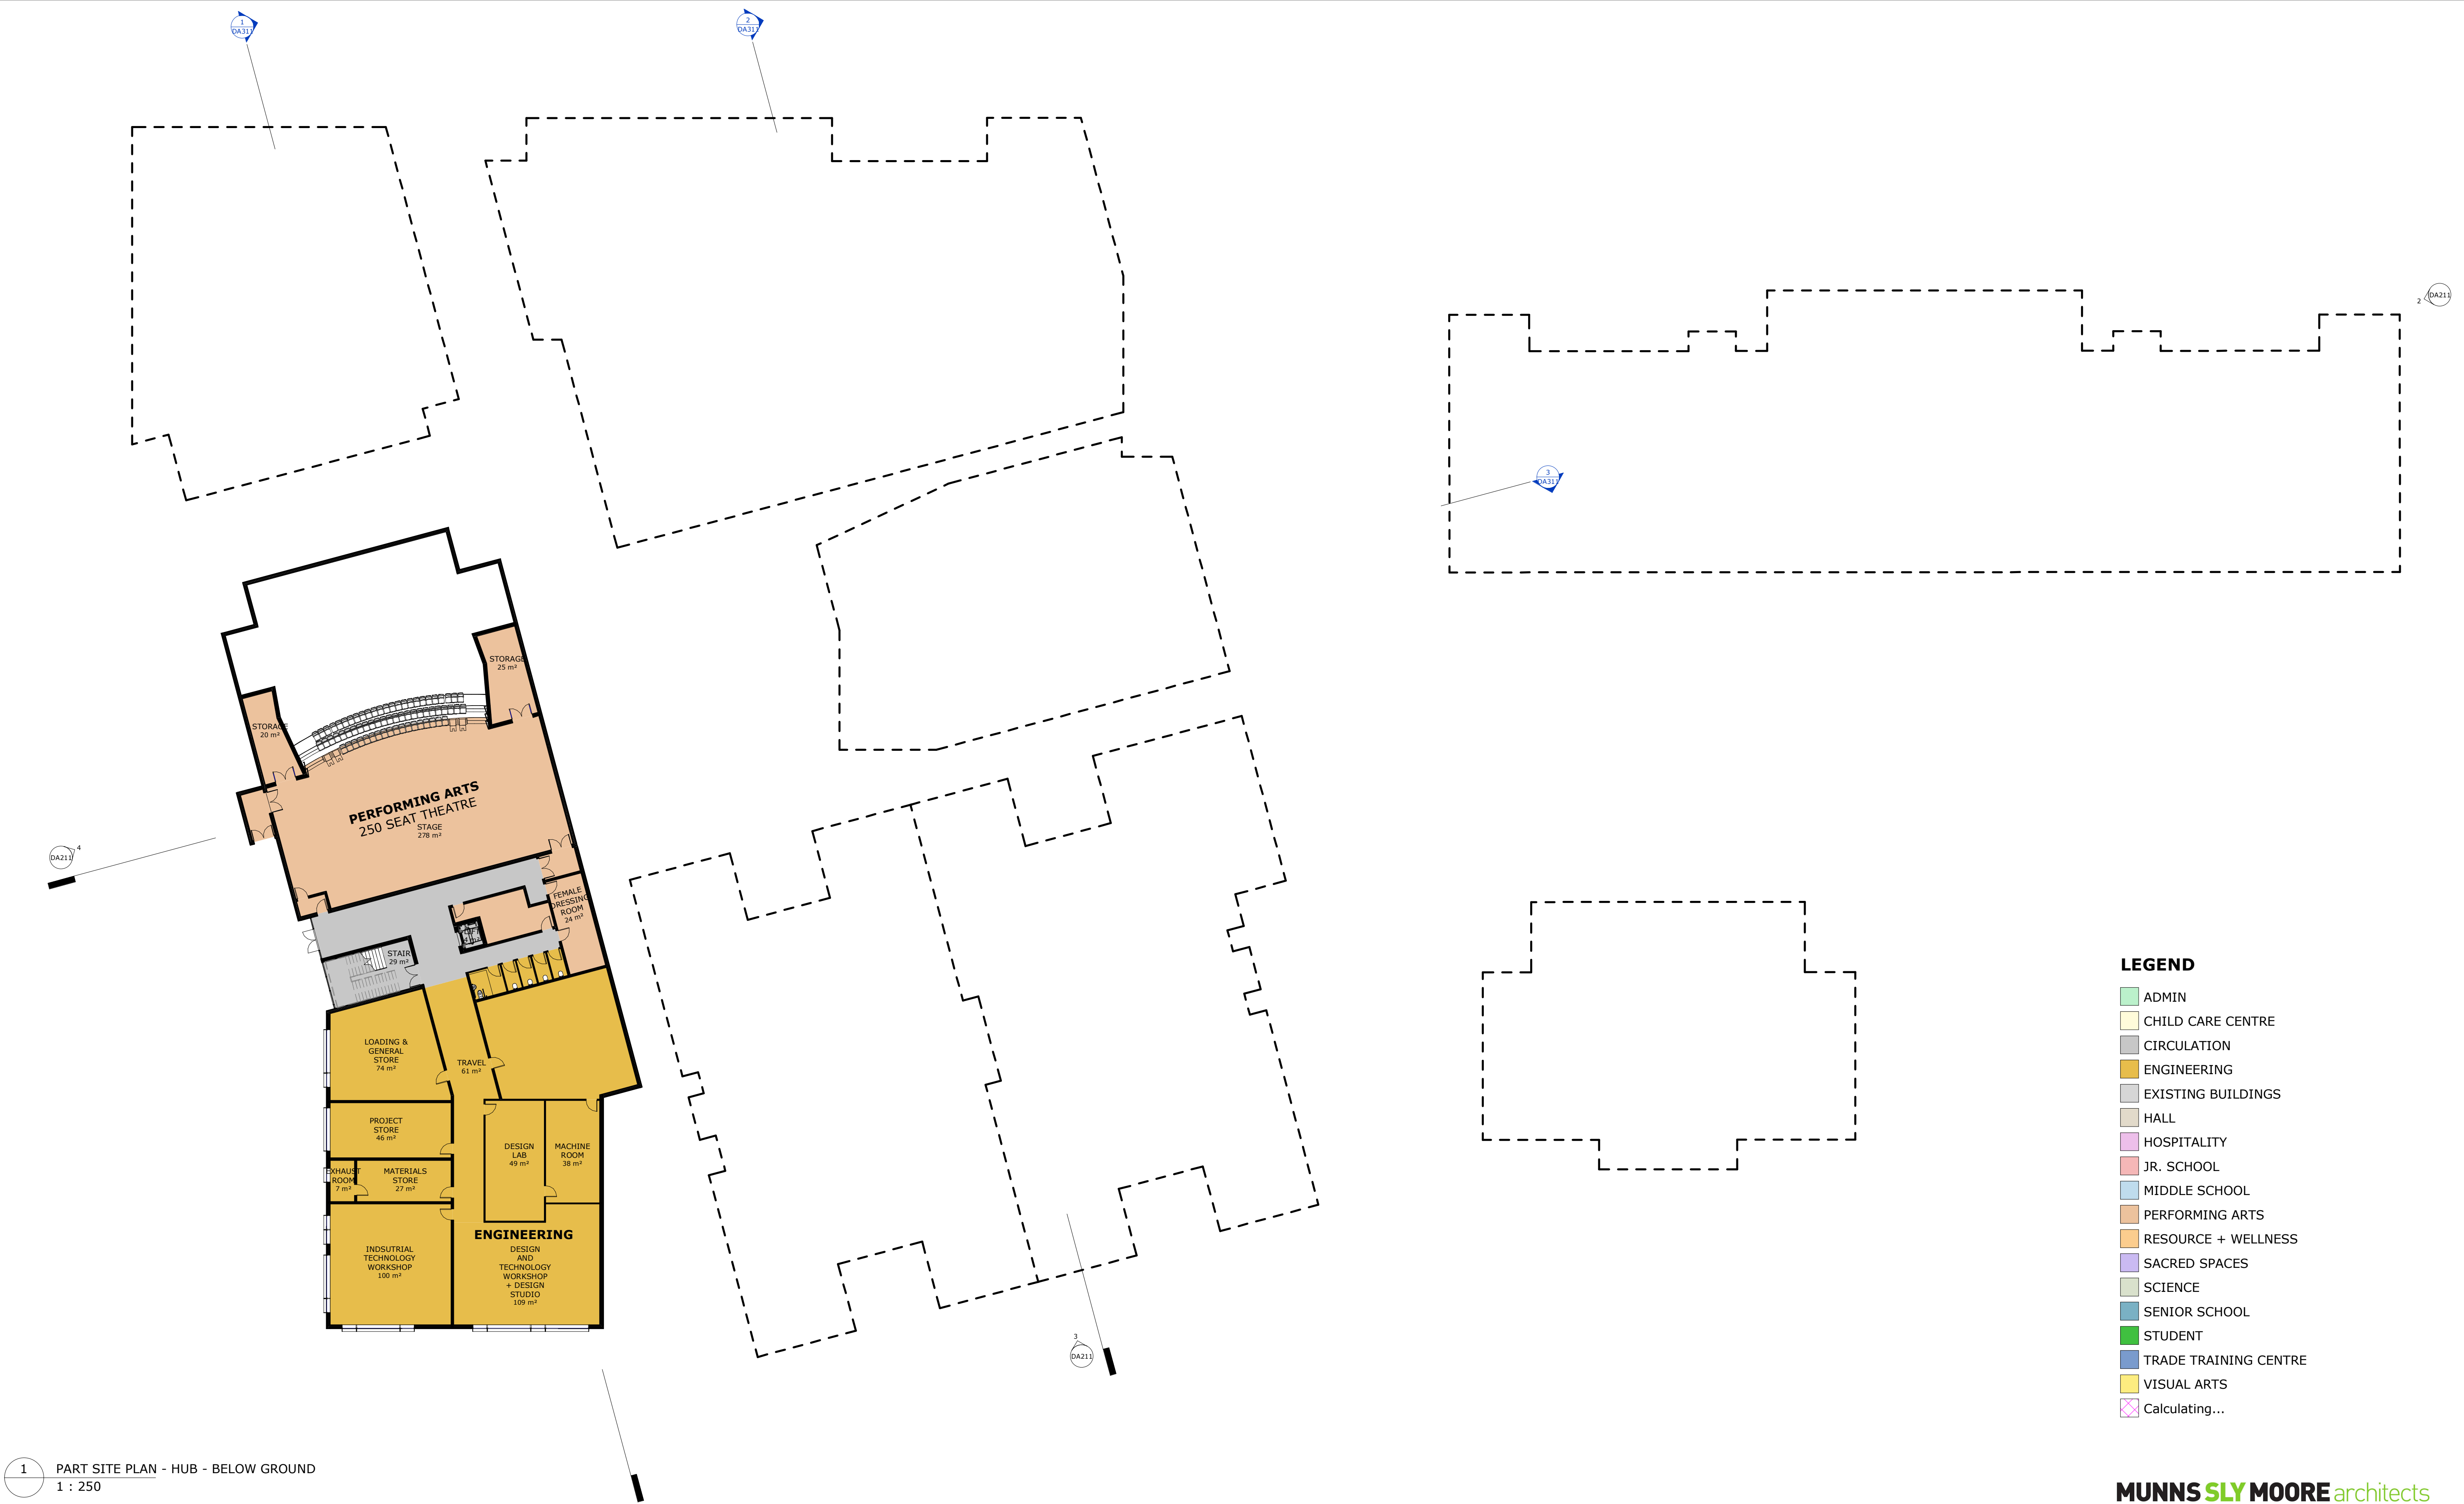 1
DA311
2
DA311
2
DA211
3
DA311
STORAGE
25 m²
STORAGE
20 m²
PERFORMING ARTS
250 SEAT THEATRE
STAGE
278 m²
DA211
4
FEMALE
DRESSING
ROOM
24 m²
STAIR
29 m²
LOADING &
GENERAL
STORE
74 m²
TRAVEL
61 m²
PROJECT
STORE
46 m²
DESIGN
LAB
49 m²
MACHINE
ROOM
38 m²
EXHAUST
ROOM
7 m²
MATERIALS
STORE
27 m²
ENGINEERING
INDSUTRIAL
TECHNOLOGY
WORKSHOP
100 m²
DESIGN
AND
TECHNOLOGY
WORKSHOP
+ DESIGN
STUDIO
109 m²
3
DA211
LEGEND
ADMIN
CHILD CARE CENTRE
CIRCULATION
ENGINEERING
EXISTING BUILDINGS
HALL
HOSPITALITY
JR. SCHOOL
MIDDLE SCHOOL
PERFORMING ARTS
RESOURCE + WELLNESS
SACRED SPACES
SCIENCE
SENIOR SCHOOL
STUDENT
TRADE TRAINING CENTRE
VISUAL ARTS
Calculating...
1
PART SITE PLAN - HUB - BELOW GROUND
1 : 250
MUNNS SLY MOORE architects